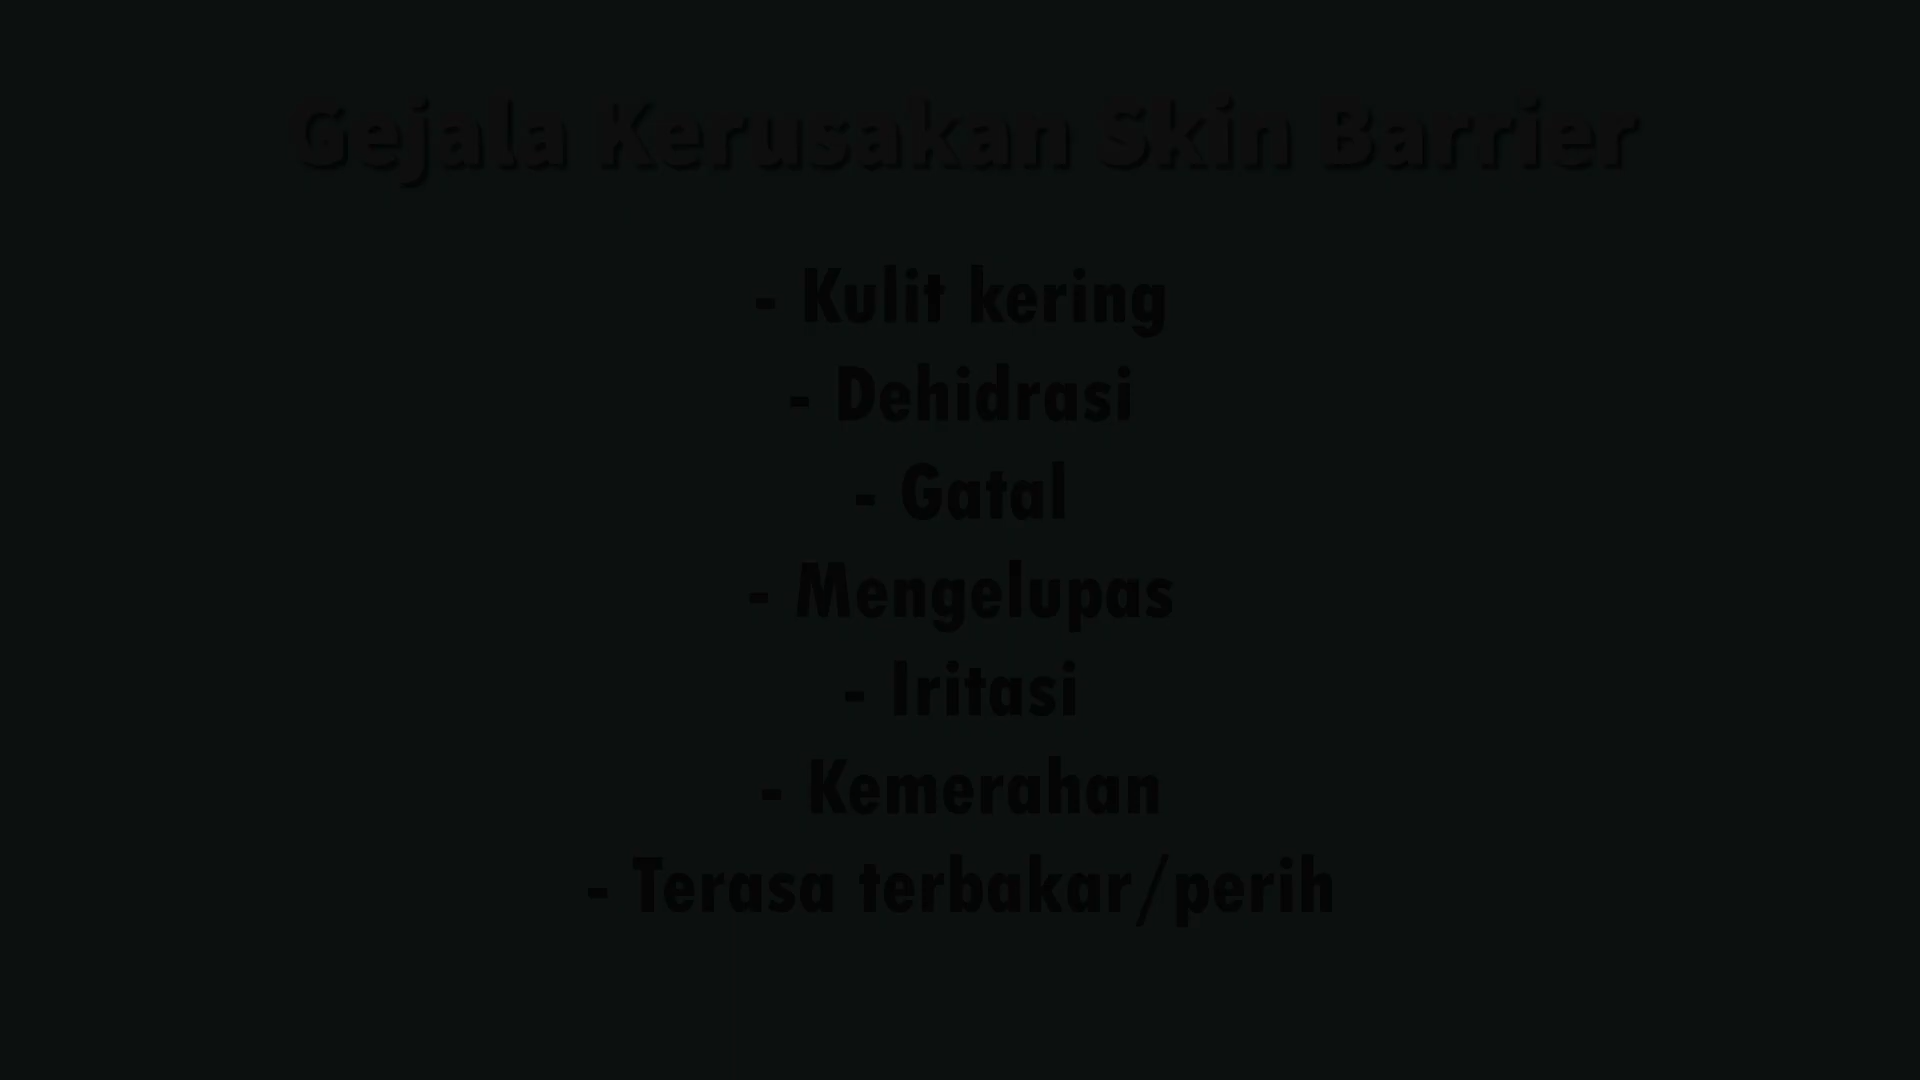 Gejala Kerusakan Skin Barrier
- Kulit kering
- Dehidrasi
- Gatal
- Mengelupas
- Iritasi
- Kemerahan
- Terasa terbakar/perih